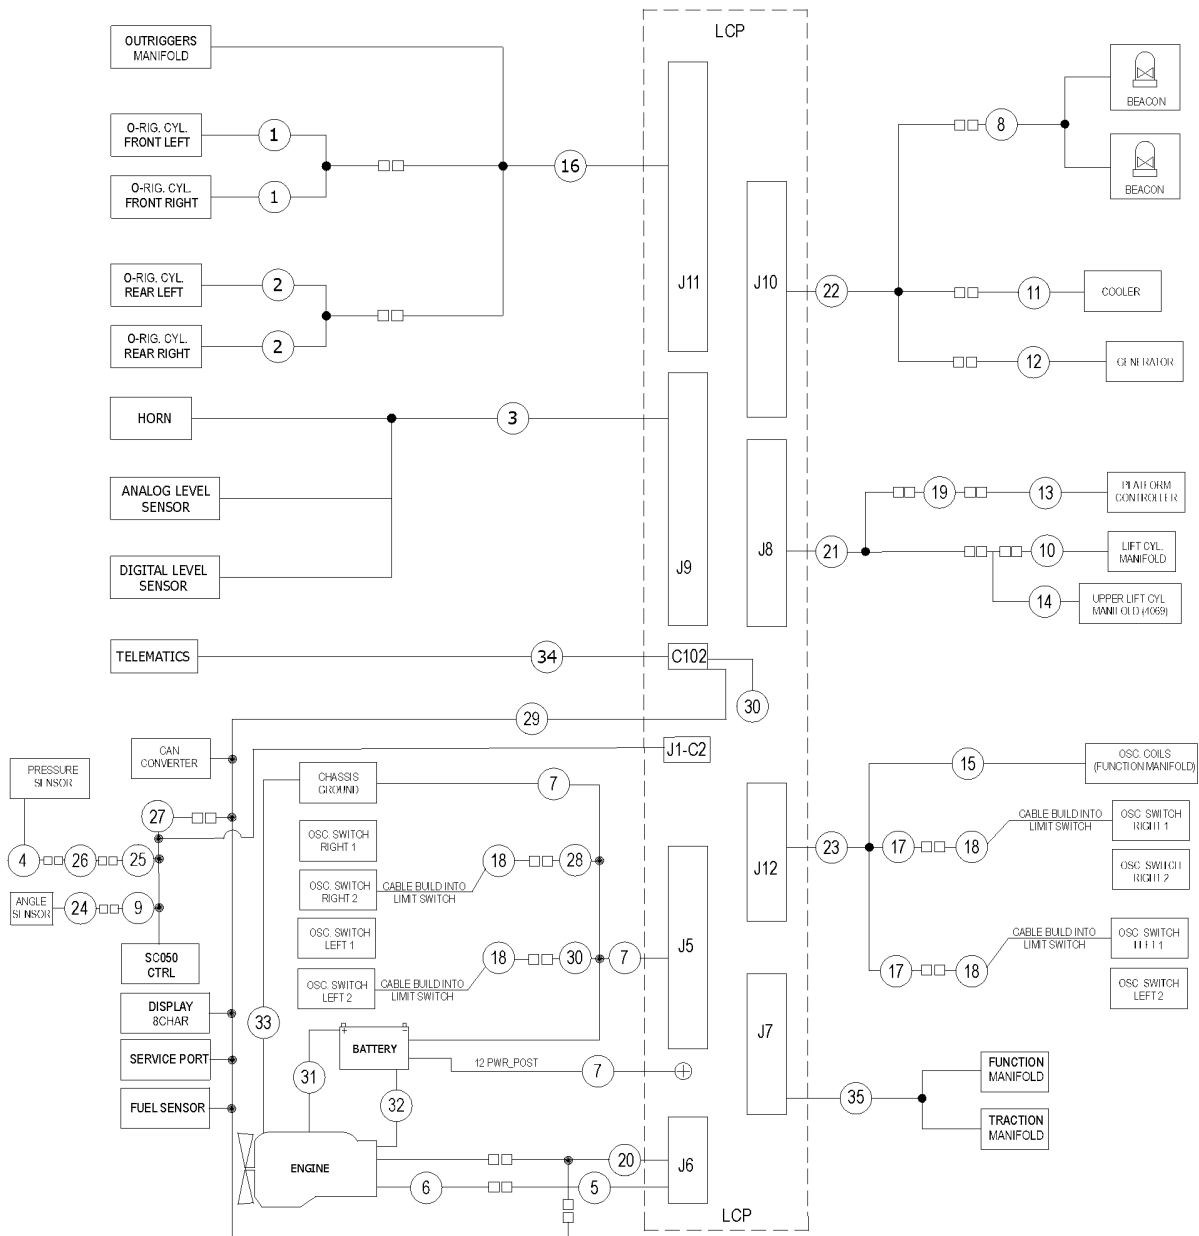 LCP
OUTRIGGERS
MANIFOLD
BEACON
O-RIG. CYL.
FRONT LEFT
1
8
16
O-RIG. CYL.
FRONT RIGHT
1
BEACON
O-RIG. CYL.
REAR LEFT
2
J11
J10
22
11
COOLER
O-RIG. CYL.
REAR RIGHT
2
12
GENERATOR
HORN
3
ANALOG LEVEL
SENSOR
19
13
PLATFORM
CONTROLLER
DIGITAL LEVEL
SENSOR
J9
J8
21
10
LIFT CYL.
MANIFOLD
14
UPPER LIFT CYL
MANIFOLD (4069)
TELEMATICS
34
C102
30
29
CAN
CONVERTER
J1-C2
15
OSC. COILS
(FUNCTION MANIFOLD)
PRESSURE
SENSOR
CHASSIS
GROUND
7
27
OSC. SWITCH
RIGHT 1
CABLE BUILD INTO
LIMIT SWITCH
OSC SWITCH
RIGHT 1
23
17
18
4
26
25
18
28
J12
OSC. SWITCH
RIGHT 2
CABLE BUILD INTO
LIMIT SWITCH
OSC SWITCH
RIGHT 2
ANGLE
SENSOR
24
9
OSC. SWITCH
LEFT 1
CABLE BUILD INTO
LIMIT SWITCH
OSC SWITCH
LEFT 1
SC050
CTRL
18
30
7
J5
17
18
OSC. SWITCH
LEFT 2
CABLE BUILD INTO
LIMIT SWITCH
OSC SWITCH
LEFT 2
DISPLAY
8CHAR
33
J7
+
-
BATTERY
SERVICE PORT
31
12 PWR_POST
7
FUNCTION
MANIFOLD
FUEL SENSOR
32
35
TRACTION
MANIFOLD
ENGINE
20
J6
6
5
LCP